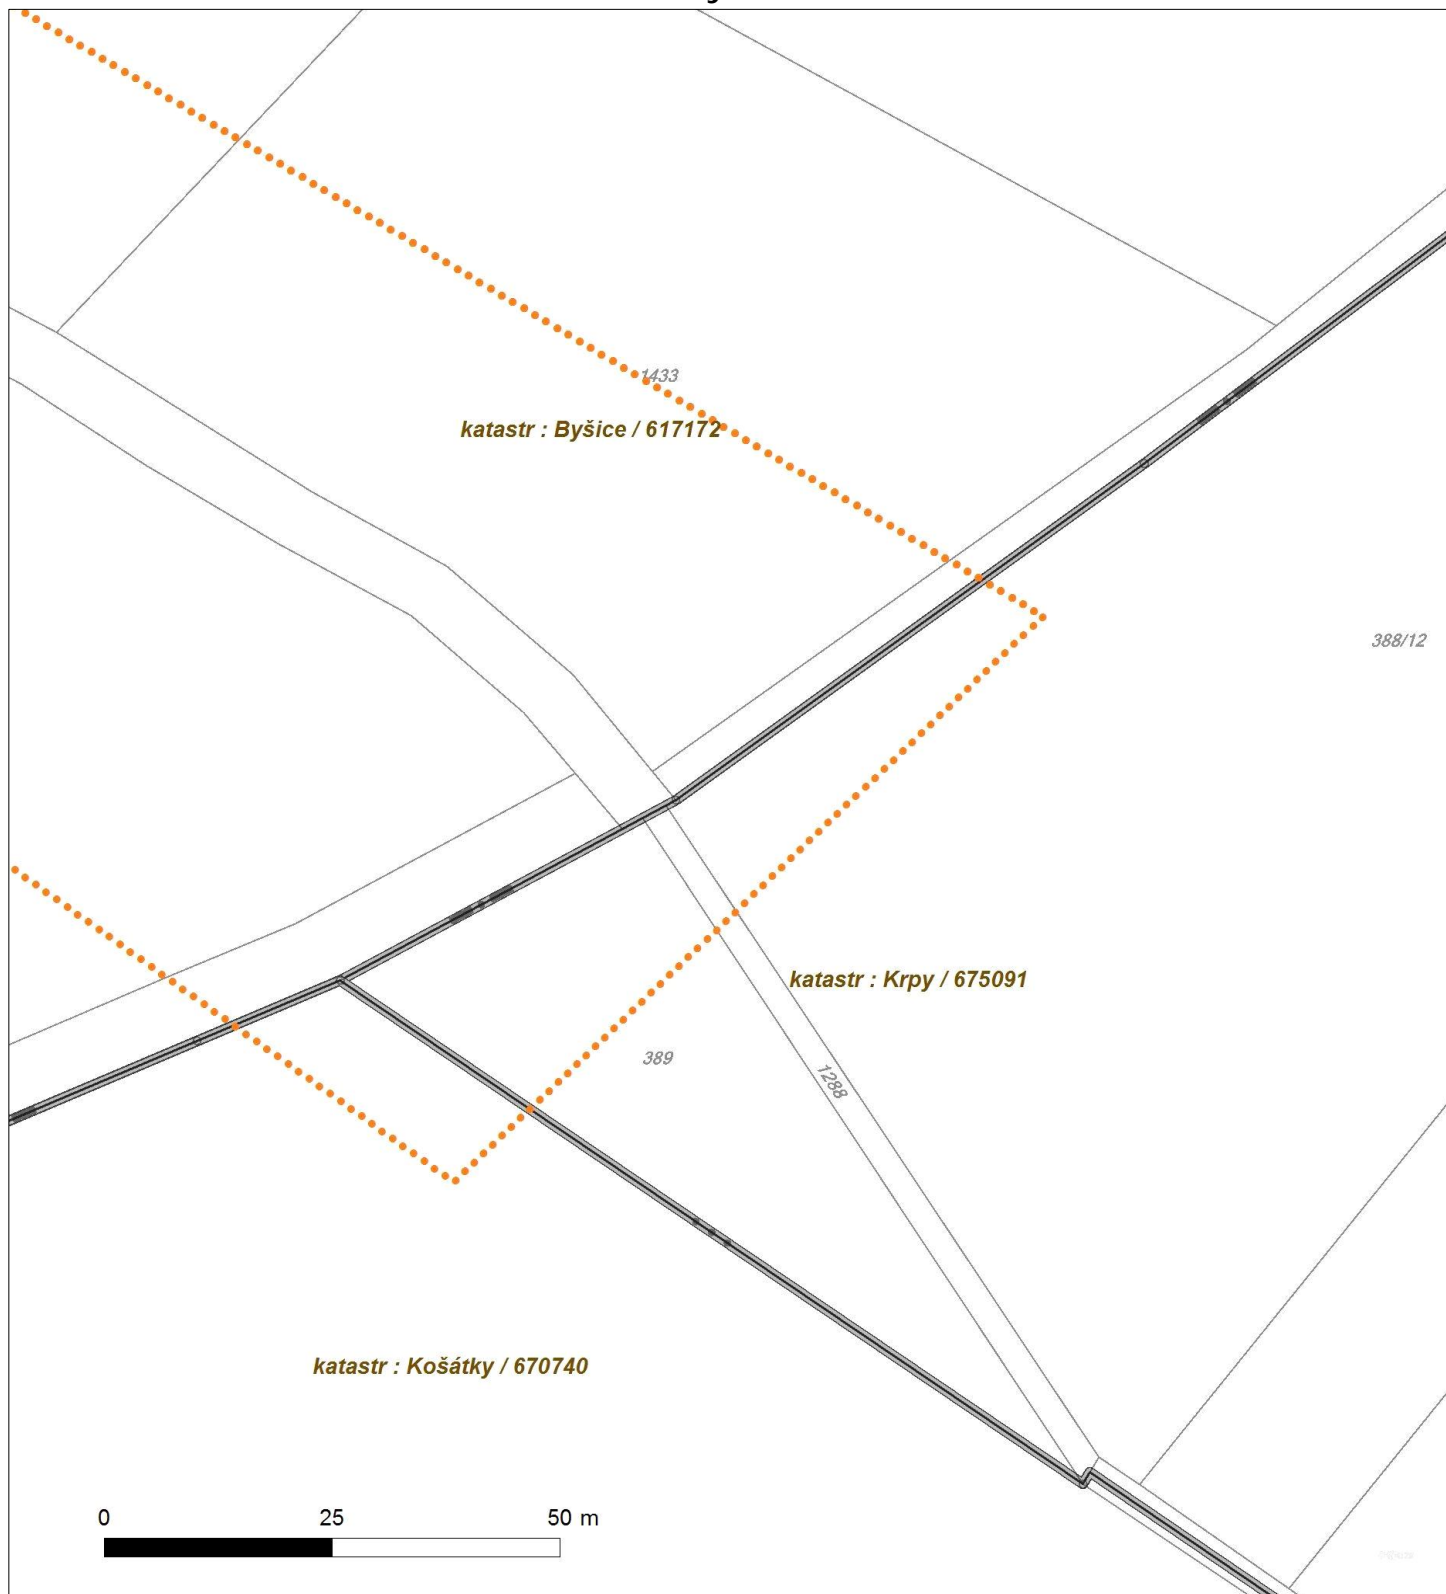 1433
katastr : Byšice / 617172
388/12
katastr : Krpy / 675091
389
1288
katastr : Košátky / 670740
0 25 50 m